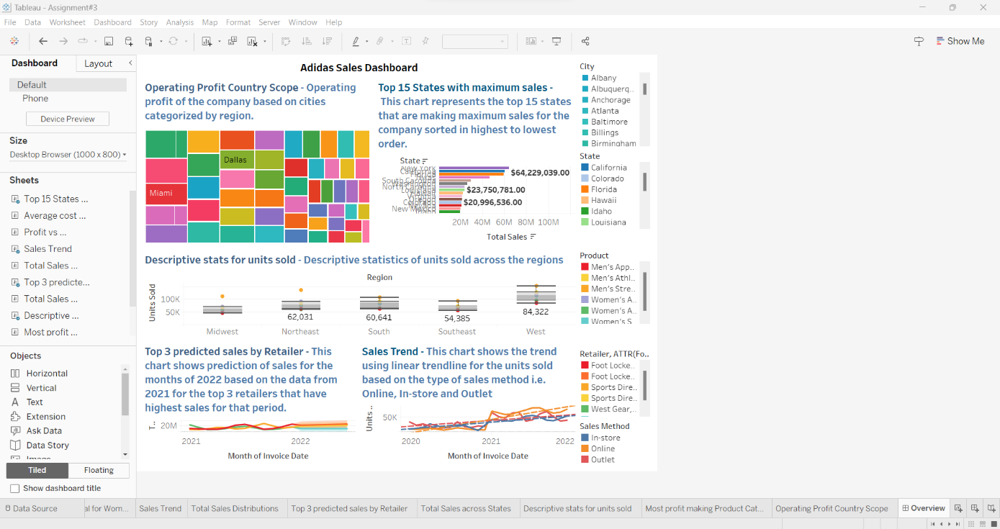 Tableau - Assignment#3
File Data Worksheet Dashboard Story Analysis Map Format Server Window Help
Show Me
Dashboard Layout
Default
Phone
Device Preview
Size
Desktop Browser (1000 x 800)
Sheets
Top 15 States ...
Average cost ...
Profit vs ...
Sales Trend
Total Sales ...
Top 3 predicte...
Total Sales ...
Descriptive ...
Most profit ...
Objects
Horizontal
Vertical
Text
Extension
Ask Data
Data Story
Image
Tiled Floating
Show dashboard title
Adidas Sales Dashboard
Operating Profit Country Scope - Operating
profit of the company based on cities
categorized by region.
Dallas
Miami
Top 15 States with maximum sales -
This chart represents the top 15 states
that are making maximum sales for the
company sorted in highest to lowest
order.
State
New York
California
Florida
Texas
South Carolina
Washington
North Carolina
Louisiana
Hawaii
Virginia
Oregon
Colorado
New Mexico
Idaho
$64,229,039.00
$23,750,781.00
$20,996,536.00
20M 40M 60M 80M 100M
Total Sales
Descriptive stats for units sold - Descriptive statistics of units sold across the regions
Region
Units Sold
100K
50K
62,031 60,641 54,385 84,322
Midwest Northeast South Southeast West
Top 3 predicted sales by Retailer - This
chart shows prediction of sales for the
months of 2022 based on the data from
2021 for the top 3 retailers that have
highest sales for that period.
T..
20M
2021 2022
Month of Invoice Date
Sales Trend - This chart shows the trend
using linear trendline for the units sold
based on the type of sales method i.e.
Online, In-store and Outlet
Units..
50K
2020 2021 2022
Month of Invoice Date
City
Albany
Albuquerq..
Anchorage
Atlanta
Baltimore
Billings
Birmingham
State
California
Colorado
Florida
Hawaii
Idaho
Louisiana
Product
Men's App..
Men's Athl..
Men's Stre..
Women's A..
Women's A..
Women's S..
Retailer, ATTR(Fo..
Foot Locke..
Foot Locke..
Sports Dire..
Sports Dire..
West Gear,..
Sales Method
In-store
Online
Outlet
Data Source al for Wom... Sales Trend Total Sales Distributions Top 3 predicted sales by Retailer Total Sales across States Descriptive stats for units sold Most profit making Product Cat... Operating Profit Country Scope Overview